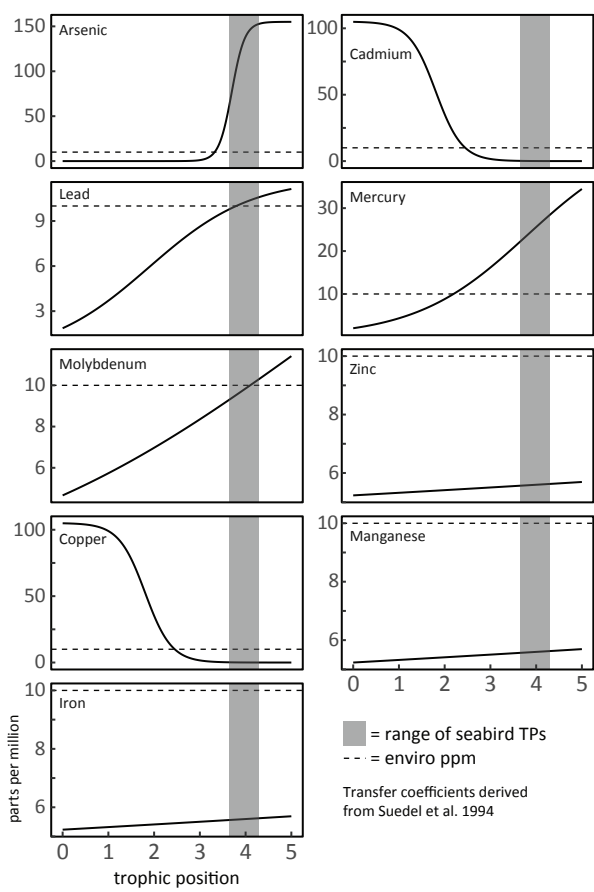 Arsenic
150
100
50
0
Cadmium
100
50
0
Lead
9
6
3
Mercury
30
20
10
Molybdenum
10
8
6
Zinc
10
8
6
Copper
100
50
0
Manganese
10
8
6
0 1 2 3 4 5
Iron
10
8
6
0 1 2 3 4 5
parts per million
trophic position
= range of seabird TPs
= enviro ppm
Transfer coefficients derived
from Suedel et al. 1994